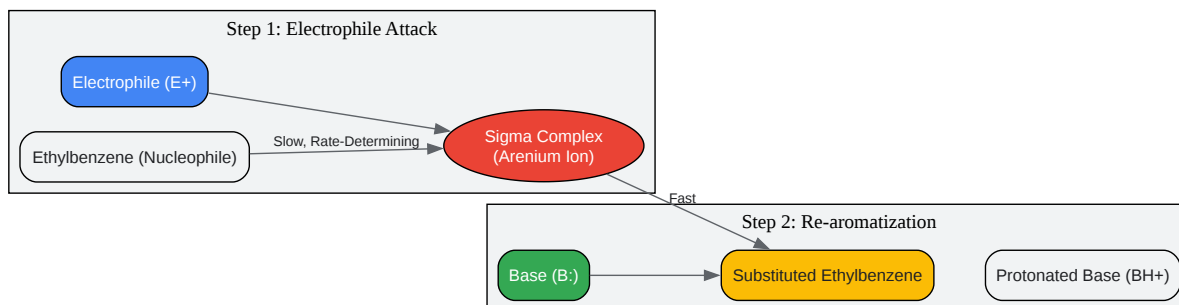 Step 1: Electrophile Attack
Electrophile (E+)
Ethylbenzene (Nucleophile)
Slow, Rate-Determining
Sigma Complex
(Arenium Ion)
Fast
Step 2: Re-aromatization
Base (B:)
Substituted Ethylbenzene
Protonated Base (BH+)